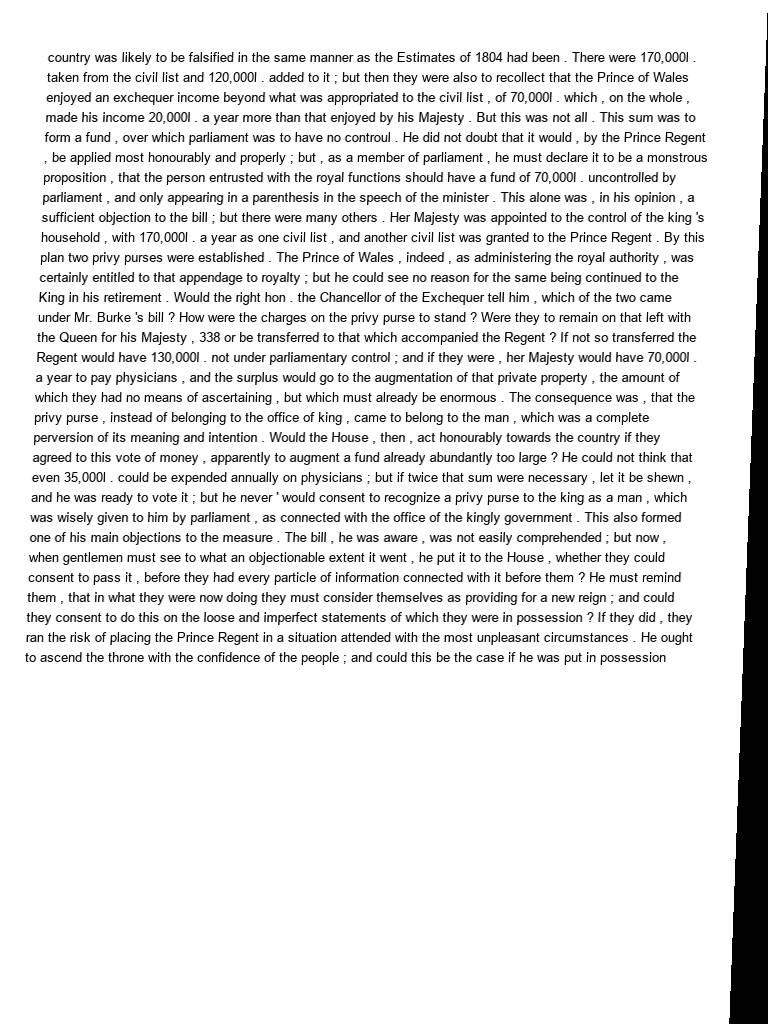 country was likely to be falsified in the same manner as the Estimates of 1804 had been . There were 170,000l .
taken from the civil list and 120,000l . added to it ; but then they were also to recollect that the Prince of Wales
enjoyed an exchequer income beyond what was appropriated to the civil list , of 70,000l . which , on the whole ,
made his income 20,000l . a year more than that enjoyed by his Majesty . But this was not all . This sum was to
form a fund , over which parliament was to have no controul . He did not doubt that it would , by the Prince Regent
, be applied most honourably and properly ; but , as a member of parliament , he must declare it to be a monstrous
proposition , that the person entrusted with the royal functions should have a fund of 70,000l . uncontrolled by
parliament , and only appearing in a parenthesis in the speech of the minister . This alone was , in his opinion , a
sufficient objection to the bill ; but there were many others . Her Majesty was appointed to the control of the king 's
household , with 170,000l . a year as one civil list , and another civil list was granted to the Prince Regent . By this
plan two privy purses were established . The Prince of Wales , indeed , as administering the royal authority , was
certainly entitled to that appendage to royalty ; but he could see no reason for the same being continued to the
King in his retirement . Would the right hon . the Chancellor of the Exchequer tell him , which of the two came
under Mr. Burke 's bill ? How were the charges on the privy purse to stand ? Were they to remain on that left with
the Queen for his Majesty , 338 or be transferred to that which accompanied the Regent ? If not so transferred the
Regent would have 130,000l . not under parliamentary control ; and if they were , her Majesty would have 70,000l .
a year to pay physicians , and the surplus would go to the augmentation of that private property , the amount of
which they had no means of ascertaining , but which must already be enormous . The consequence was , that the
privy purse , instead of belonging to the office of king , came to belong to the man , which was a complete
perversion of its meaning and intention . Would the House , then , act honourably towards the country if they
agreed to this vote of money , apparently to augment a fund already abundantly too large ? He could not think that
even 35,000l . could be expended annually on physicians ; but if twice that sum were necessary , let it be shewn ,
and he was ready to vote it ; but he never ' would consent to recognize a privy purse to the king as a man , which
was wisely given to him by parliament , as connected with the office of the kingly government . This also formed
one of his main objections to the measure . The bill , he was aware , was not easily comprehended ; but now ,
when gentlemen must see to what an objectionable extent it went , he put it to the House , whether they could
consent to pass it , before they had every particle of information connected with it before them ? He must remind
them , that in what they were now doing they must consider themselves as providing for a new reign ; and could
they consent to do this on the loose and imperfect statements of which they were in possession ? If they did , they
ran the risk of placing the Prince Regent in a situation attended with the most unpleasant circumstances . He ought
to ascend the throne with the confidence of the people ; and could this be the case if he was put in possession